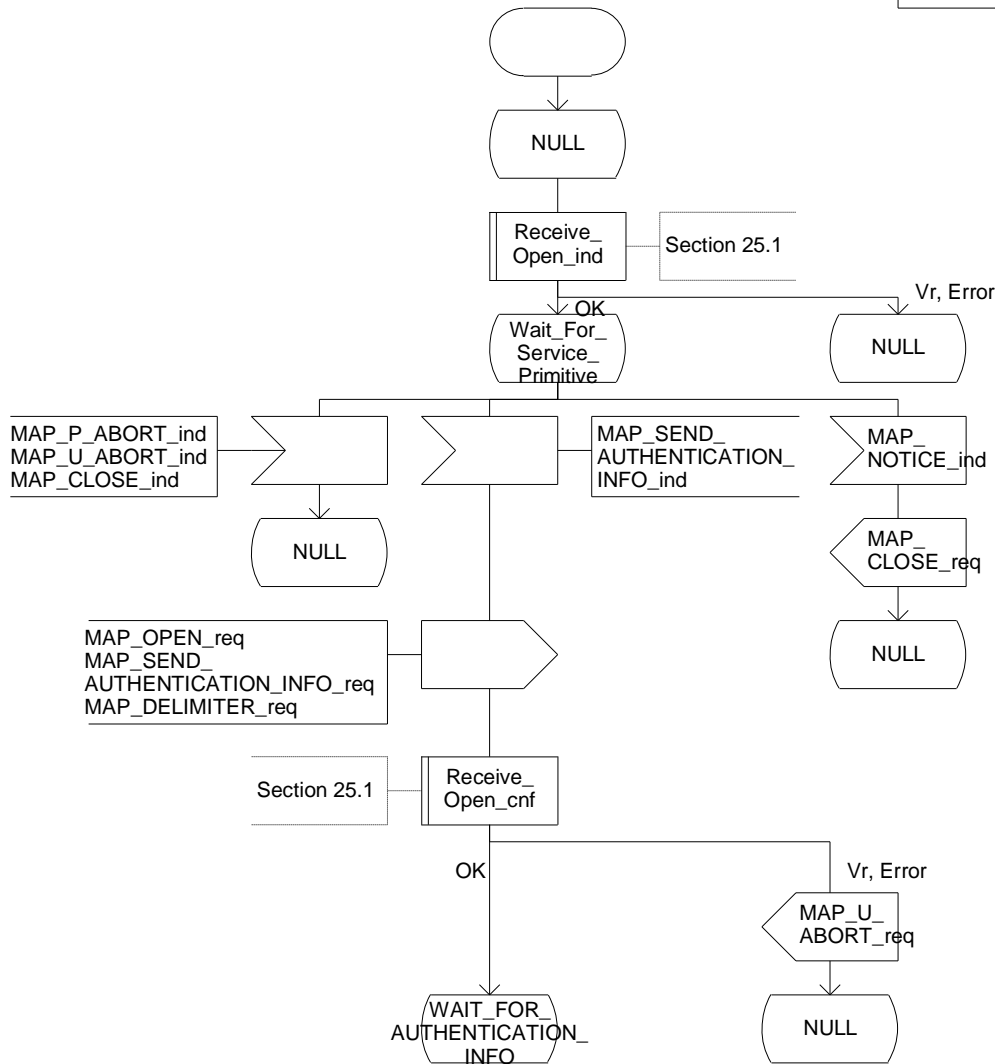 NULL
Receive_
Open_ind
Section 25.1
Vr, Error
OK
Wait_For_
Service_
Primitive
NULL
MAP_P_ABORT_ind
MAP_U_ABORT_ind
MAP_CLOSE_ind
MAP_SEND_
AUTHENTICATION_
INFO_ind
MAP_
NOTICE_ind
NULL
MAP_
CLOSE_req
MAP_OPEN_req
MAP_SEND_
AUTHENTICATION_INFO_req
MAP_DELIMITER_req
NULL
Section 25.1
Receive_
Open_cnf
OK
Vr, Error
MAP_U_
ABORT_req
WAIT_FOR_
AUTHENTICATION_
INFO
NULL